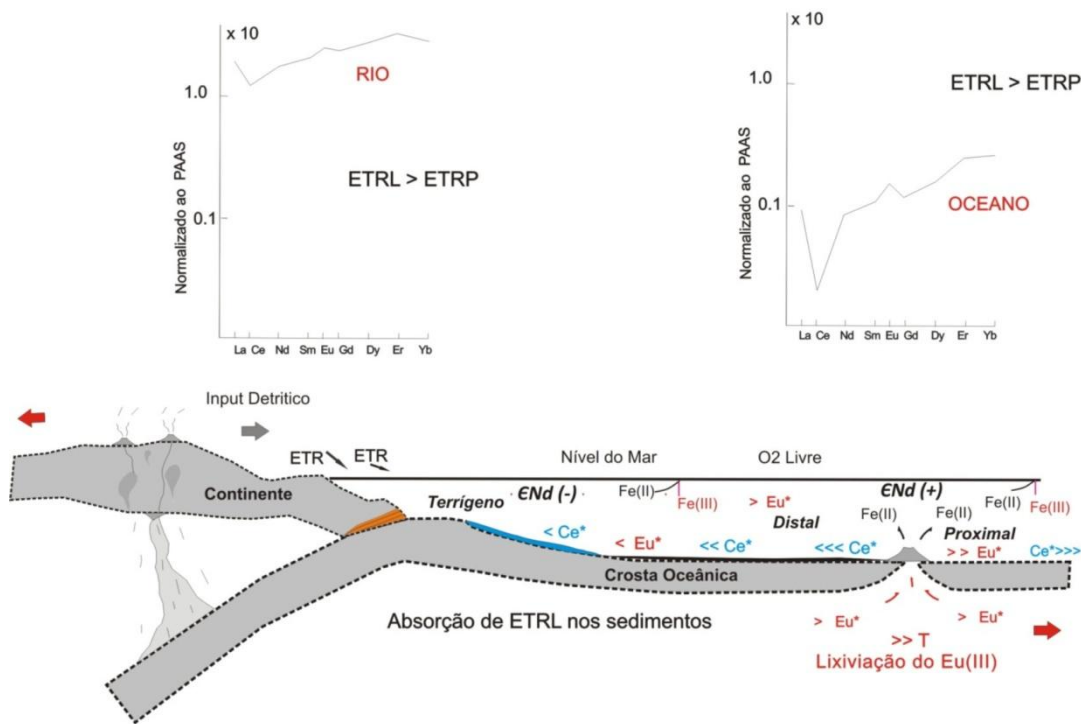 x 10
RIO
1.0
ETRL > ETRP
0.1
Normalizado ao PAAS
La Ce Nd Sm Eu Gd Dy Er Yb
x 10
ETRL > ETRP
1.0
0.1
OCEANO
Normalizado ao PAAS
La Ce Nd Sm Eu Gd Dy Er Yb
Input Detritico
ETR
ETR
Nível do Mar
O2 Livre
Continente
Terrígeno
ЄNd (-)
Fe(II)
Fe(III)
> Eu*
Distal
ЄNd (+)
Fe(II)
Fe(II)
Fe(II)
Fe(III)
Proximal
< Ce*
< Eu*
<< Ce*
<<< Ce*
>> Eu*
Ce*>>>
Crosta Oceânica
Absorção de ETRL nos sedimentos
> Eu*
> Eu*
>> T
Lixiviação do Eu(III)